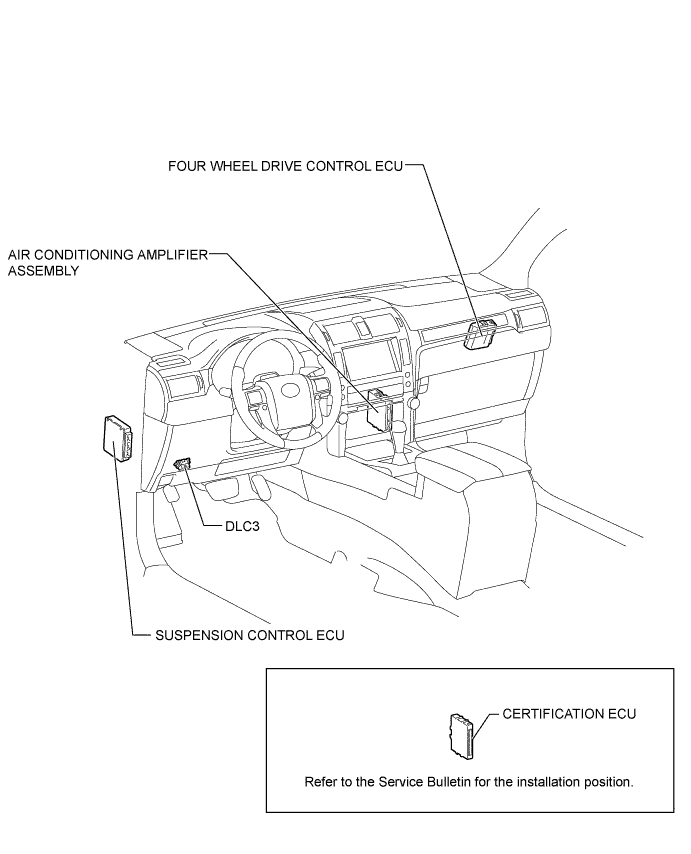 FOUR WHEEL DRIVE CONTROL ECU
AIR CONDITIONING AMPLIFIER
ASSEMBLY
DLC3
SUSPENSION CONTROL ECU
CERTIFICATION ECU
Refer to the Service Bulletin for the installation position.